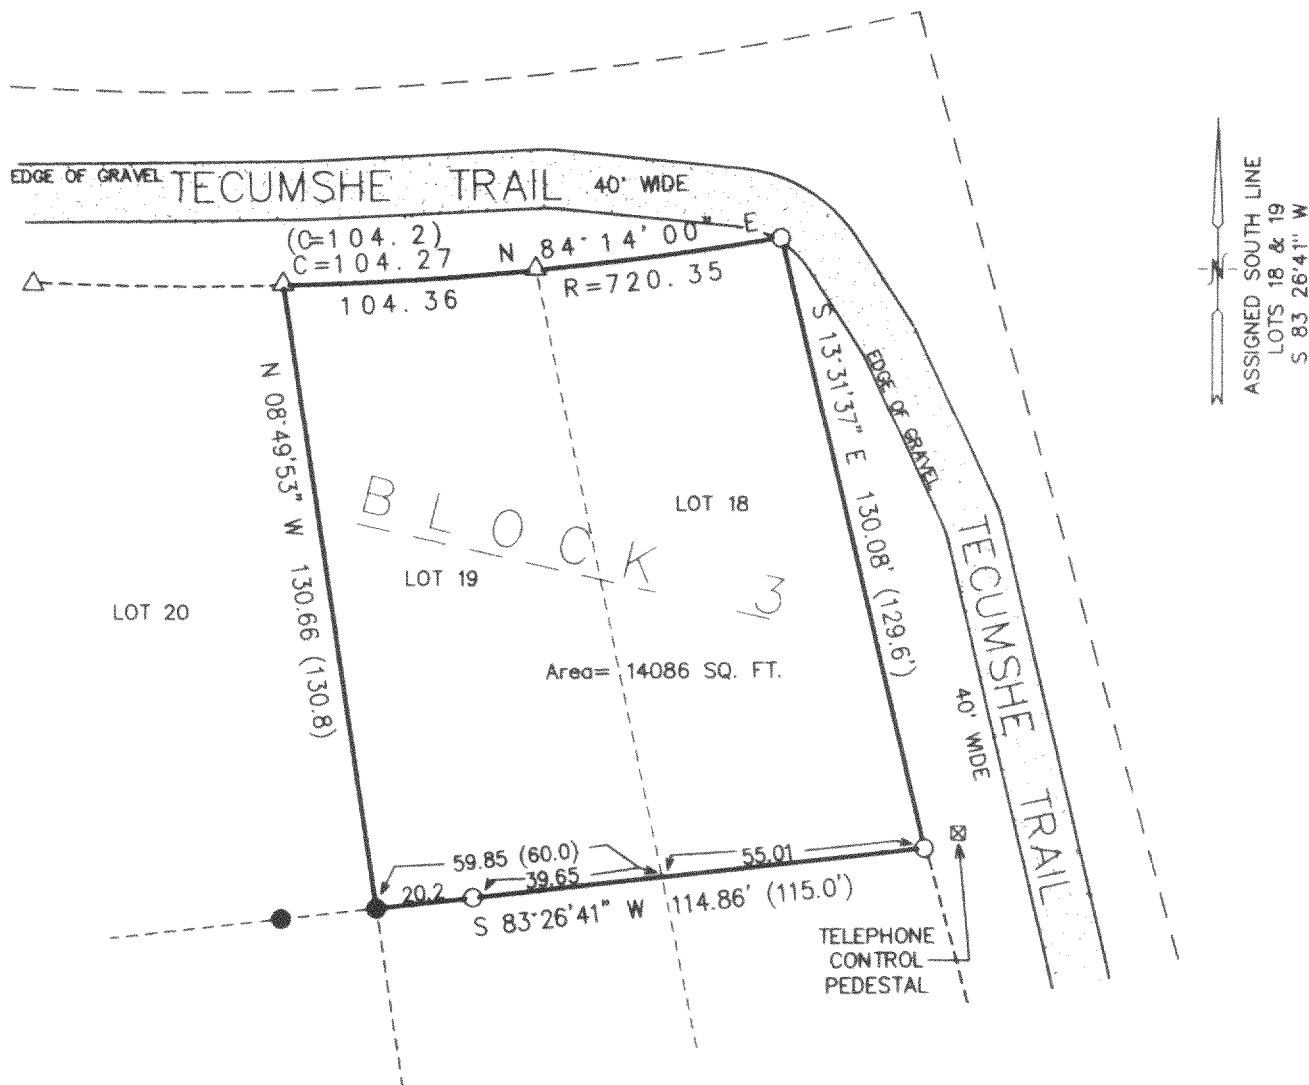 EDGE OF GRAVEL TECUMSHE TRAIL 40' WIDE
(C=104.2)
C=104.27
N 84°14'00" E
104.36
R=720.35
N 08°49'53" W 130.66 (130.8)
S 13°31'37" E 130.08' (129.6')
EDGE OF GRAVEL
TECUMSHE TRAIL
40' WIDE
BLOCK 13
LOT 18
LOT 19
LOT 20
Area= 14086 SQ. FT.
59.85 (60.0)
55.01
39.65
20.2
S 83°26'41" W 114.86' (115.0')
TELEPHONE
CONTROL
PEDESTAL
N
ASSIGNED SOUTH LINE
LOTS 18 & 19
S 83 26'41" W